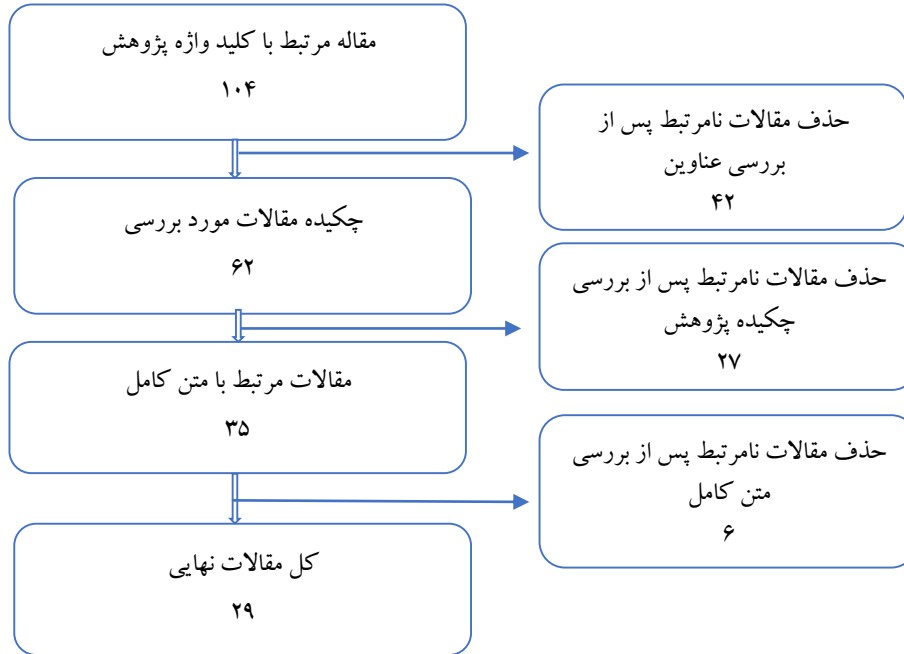 مقاله مرتبط با کلید واژه پژوهش
۱۰۴
حذف مقالات نامرتبط پس از
بررسی عناوین
۴۲
چکیده مقالات مورد بررسی
۶۲
حذف مقالات نامرتبط پس از بررسی
چکیده پژوهش
۲۷
مقالات مرتبط با متن کامل
۳۵
حذف مقالات نامرتبط پس از بررسی
متن کامل
۶
کل مقالات نهایی
۲۹